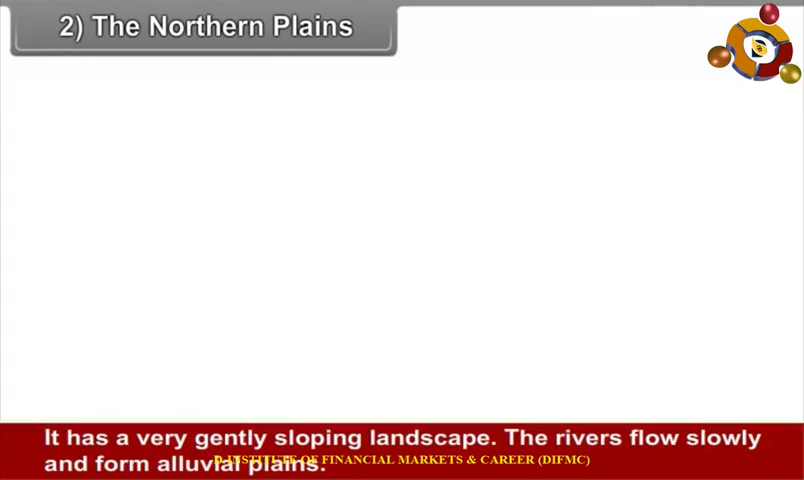 2) The Northern Plains
It has a very gently sloping landscape. The rivers flow slowly
and form alluvial plains.
D-INSTITUTE OF FINANCIAL MARKETS & CAREER (DIFMC)